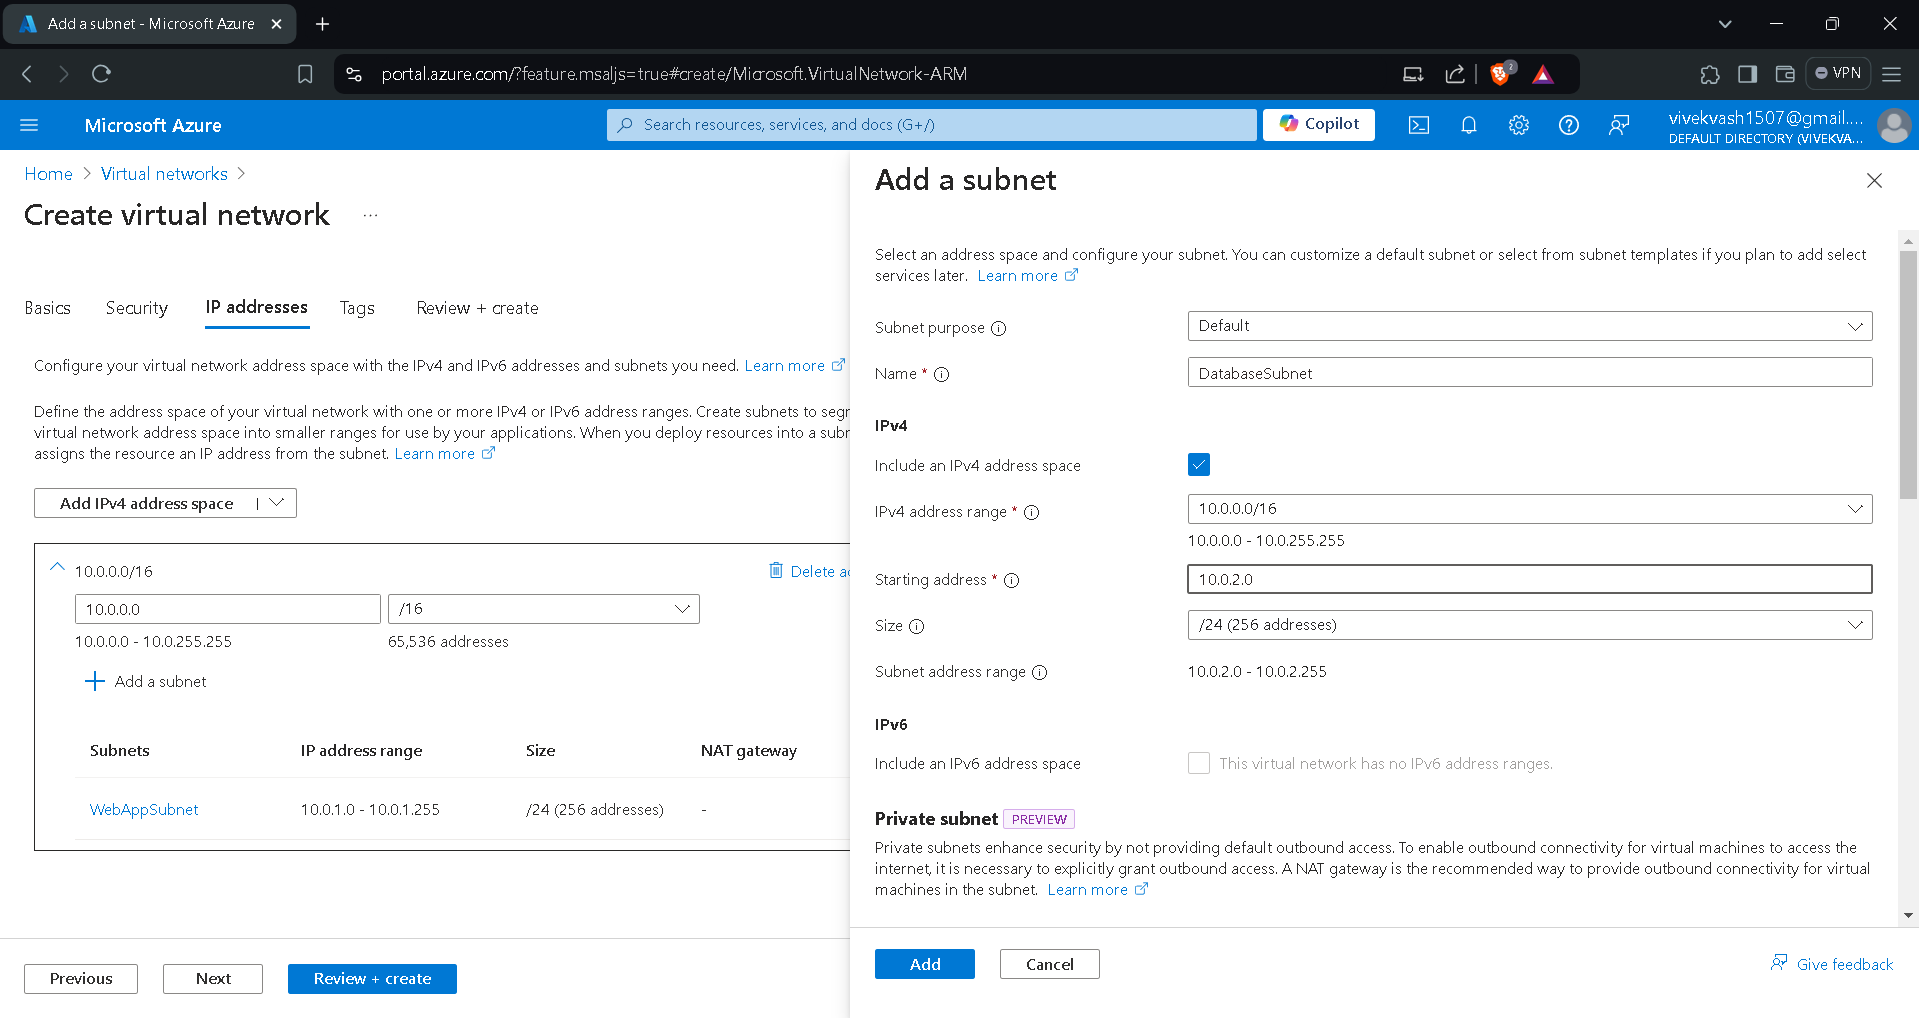 Add a subnet - Microsoft Azure
portal.azure.com/?feature.msaljs=true#create/Microsoft.VirtualNetwork-ARM
2
VPN
Microsoft Azure
Search resources, services, and docs (G+/)
Copilot
vivekvash1507@gmail....
DEFAULT DIRECTORY (VIVEKVA...
Home > Virtual networks >
Create virtual network ...
Basics
Security
IP addresses
Tags
Review + create
Configure your virtual network address space with the IPv4 and IPv6 addresses and subnets you need. Learn more
Define the address space of your virtual network with one or more IPv4 or IPv6 address ranges. Create subnets to segr
virtual network address space into smaller ranges for use by your applications. When you deploy resources into a subr
assigns the resource an IP address from the subnet. Learn more
Add IPv4 address space |
10.0.0.0/16
Delete ad
10.0.0.0
/16
10.0.0.0 - 10.0.255.255
65,536 addresses
+ Add a subnet
Subnets
IP address range
Size
NAT gateway
WebAppSubnet
10.0.1.0 - 10.0.1.255
/24 (256 addresses)
-
Previous
Next
Review + create
Add a subnet
Select an address space and configure your subnet. You can customize a default subnet or select from subnet templates if you plan to add select
services later. Learn more
Subnet purpose
Default
Name *
DatabaseSubnet
IPv4
Include an IPv4 address space
IPv4 address range *
10.0.0.0/16
10.0.0.0 - 10.0.255.255
Starting address *
10.0.2.0
Size
/24 (256 addresses)
Subnet address range
10.0.2.0 - 10.0.2.255
IPv6
Include an IPv6 address space
This virtual network has no IPv6 address ranges.
Private subnet PREVIEW
Private subnets enhance security by not providing default outbound access. To enable outbound connectivity for virtual machines to access the
internet, it is necessary to explicitly grant outbound access. A NAT gateway is the recommended way to provide outbound connectivity for virtual
machines in the subnet. Learn more
Add
Cancel
Give feedback